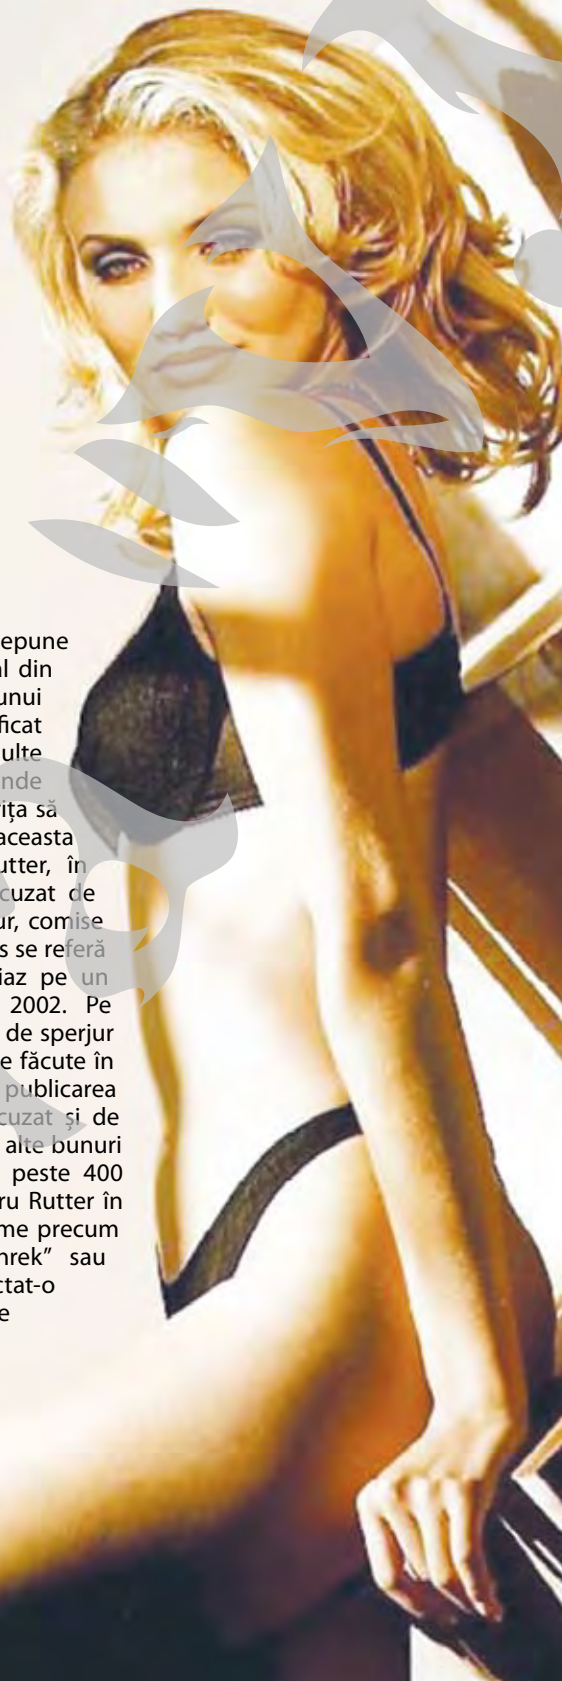 epune
al din
unui
ficat
ulte
nde
ița să
aceasta
utter, în
cuzat de
ur, comise
s se referă
iaz pe un
2002. Pe
de sperjur
e făcute în
publicarea
cuzat și de
alte bunuri
peste 400
ru Rutter în
me precum
hrek” sau
ctat-o
e